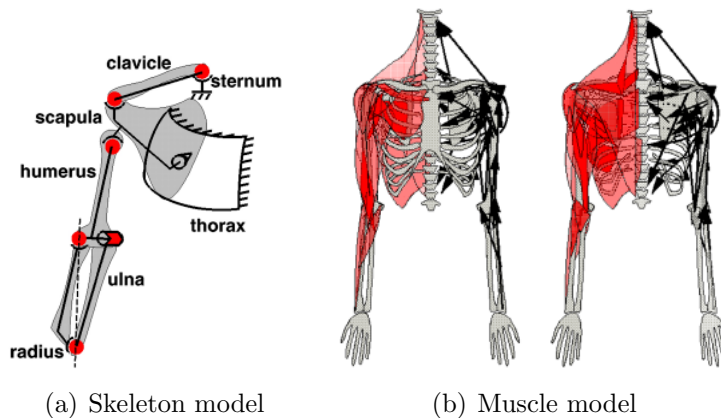 clavicle
sternum
scapula
humerus
thorax
ulna
radius
(a) Skeleton model
(b) Muscle model